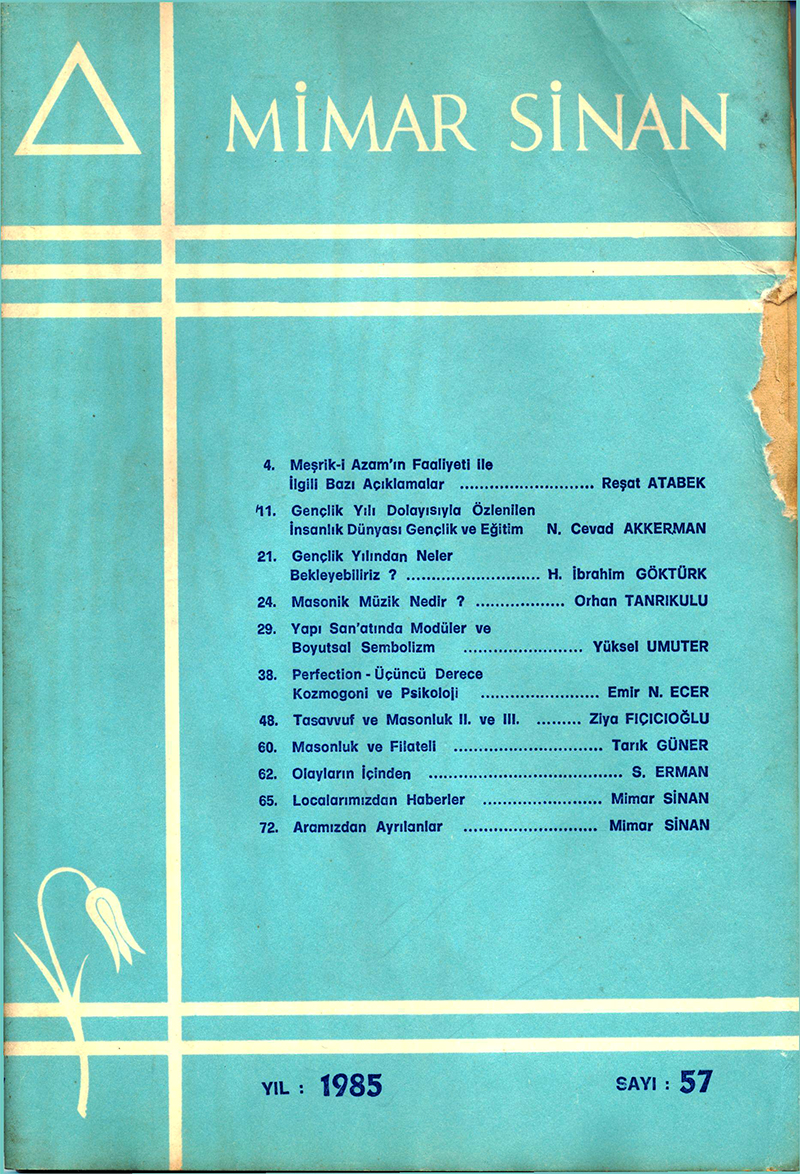 MİMAR SİNAN
4. Meşrik-i Azam'ın Faaliyeti ile
İlgili Bazı Açıklamalar .......................... Reşat ATABEK
11. Gençlik Yılı Dolayısıyla Özlenilen
İnsanlık Dünyası Gençlik ve Eğitim N. Cevad AKKERMAN
21. Gençlik Yılından Neler
Bekleyebiliriz ? .......................... H. İbrahim GÖKTÜRK
24. Masonik Müzik Nedir ? ................. Orhan TANRIKULU
29. Yapı San'atında Modüler ve
Boyutsal Sembolizm ....................... Yüksel UMUTER
38. Perfection - Üçüncü Derece
Kozmogoni ve Psikoloji ....................... Emir N. ECER
48. Tasavvuf ve Masonluk II. ve III. ......... Ziya FIÇICIOĞLU
60. Masonluk ve Filateli ............................. Tarık GÜNER
62. Olayların İçinden ..................................... S. ERMAN
65. Localarımızdan Haberler ....................... Mimar SİNAN
72. Aramızdan Ayrılanlar .......................... Mimar SİNAN
YIL : 1985 SAYI : 57